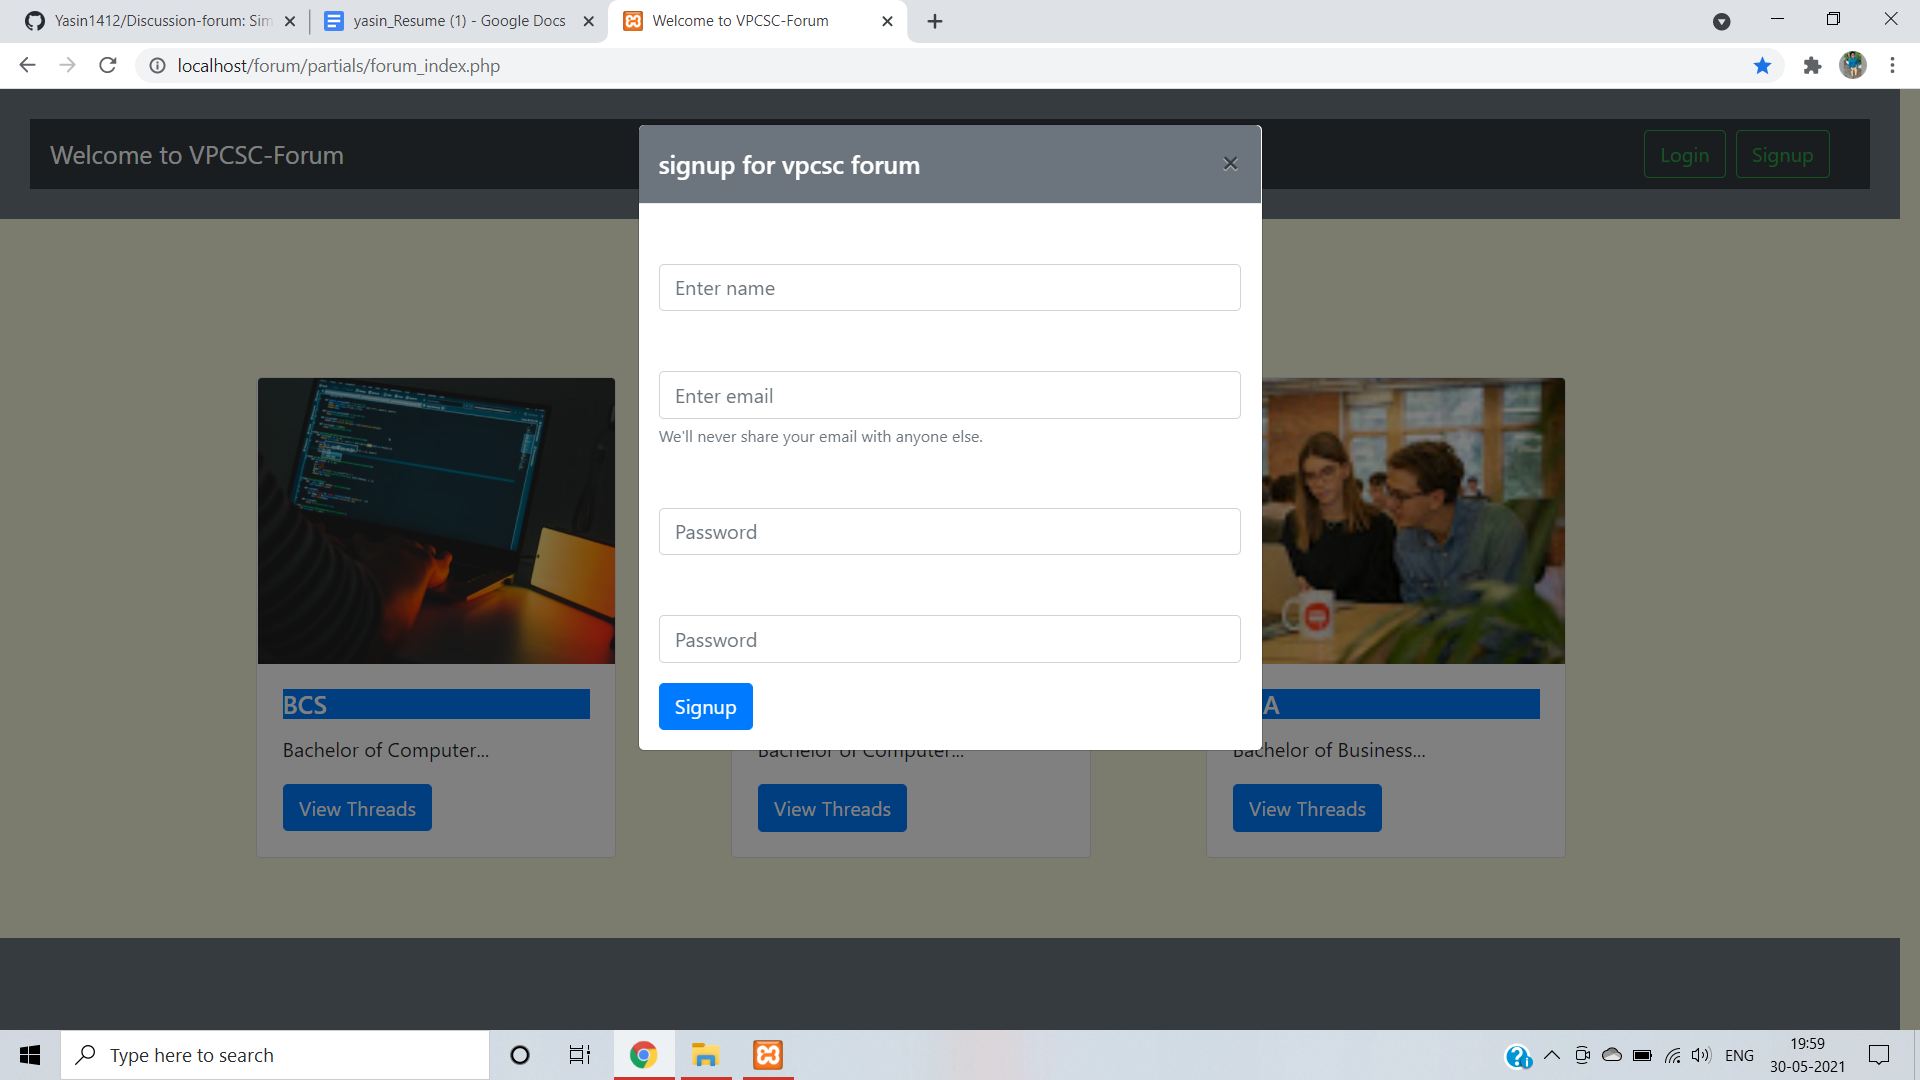 Yasin1412/Discussion-forum: Sim
yasin_Resume (1) - Google Docs
Welcome to VPCSC-Forum
localhost/forum/partials/forum_index.php
Welcome to VPCSC-Forum
Login
Signup
signup for vpcsc forum
×
Enter name
Enter email
We'll never share your email with anyone else.
Password
Password
Signup
BCS
A
Bachelor of Computer...
Bachelor of Computer...
Bachelor of Business...
View Threads
View Threads
View Threads
Type here to search
ENG
19:59
30-05-2021